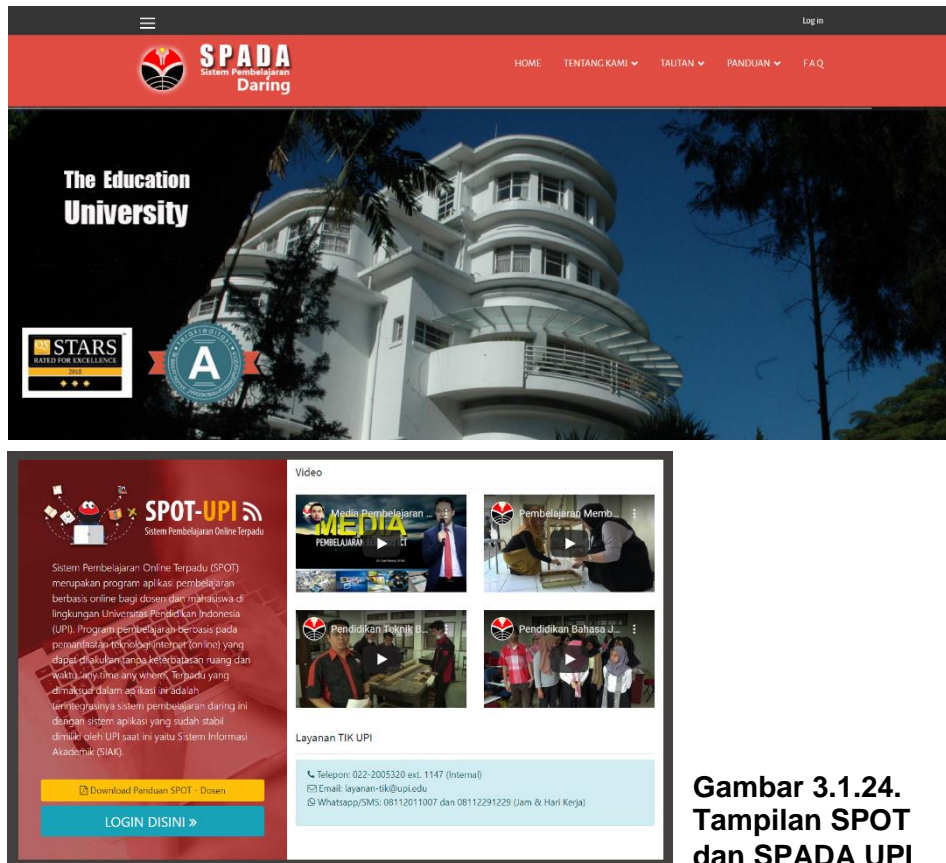 Log in
SPADA
Sistem Pembelajaran
Daring
HOME TENTANG KAMI TAUTAN PANDUAN F A Q
The Education
University
QS STARS
RATED FOR EXCELLENCE
2018
terakreditasi
A
SPOT-UPI
Sistem Pembelajaran Online Terpadu
Sistem Pembelajaran Online Terpadu (SPOT)
merupakan program aplikasi pembelajaran
berbasis online bagi dosen dan mahasiswa di
lingkungan Universitas Pendidikan Indonesia
(UPI). Program pembelajaran berbasis pada
pemanfaatan teknologi internet (online) yang
dapat dilakukan tanpa keterbatasan ruang dan
waktu 'any time any where'. Terpadu yang
dimaksud dalam aplikasi ini adalah
terintegrasinya sistem pembelajaran daring ini
dengan sistem aplikasi yang sudah stabil
dimiliki oleh UPI saat ini yaitu Sistem Informasi
Akademik (SIAK).
Download Panduan SPOT - Dosen
LOGIN DISINI »
Video
Media Pembelajaran ...
MEDIA
PEMBELAJARAN
Pembelajaran Memb...
Pendidikan Teknik B...
Pendidikan Bahasa J...
Layanan TIK UPI
Telepon: 022-2005320 ext. 1147 (Internal)
Email: layanan-tik@upi.edu
Whatsapp/SMS: 08112011007 dan 08112291229 (Jam & Hari Kerja)
Gambar 3.1.24.
Tampilan SPOT
dan SPADA UPI